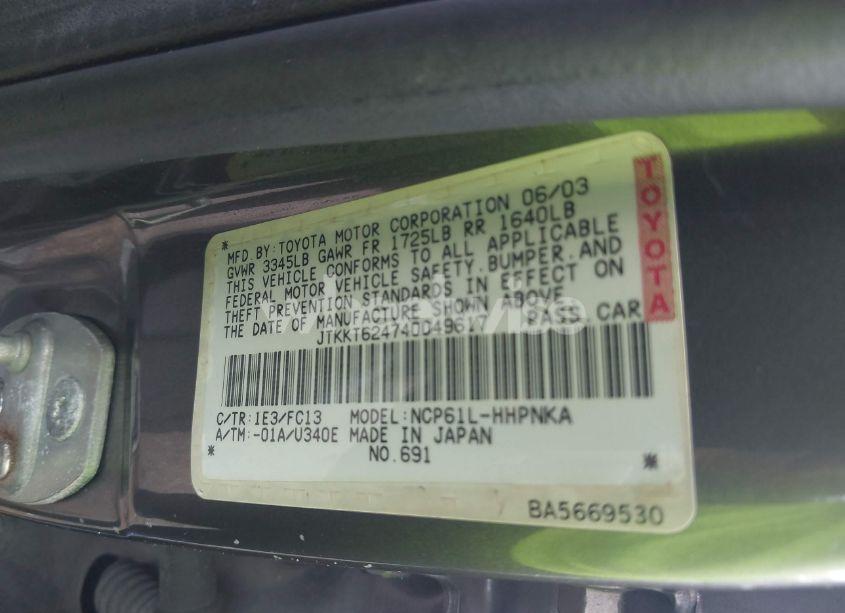 MFD.BY:TOYOTA MOTOR CORPORATION 06/03
GVWR 3345LB GAWR FR 1725LB RR 1640LB
THIS VEHICLE CONFORMS TO ALL APPLICABLE
FEDERAL MOTOR VEHICLE SAFETY,BUMPER,AND
THEFT PREVENTION STANDARDS IN EFFECT ON
THE DATE OF MANUFACTURE SHOWN ABOVE.
JTKKT624740049617 PASS.CAR
TOYOTA
C/TR:1E3/FC13 MODEL:NCP61L-HHPNKA
A/TM:-01A/U340E MADE IN JAPAN
NO.691
BA5669530